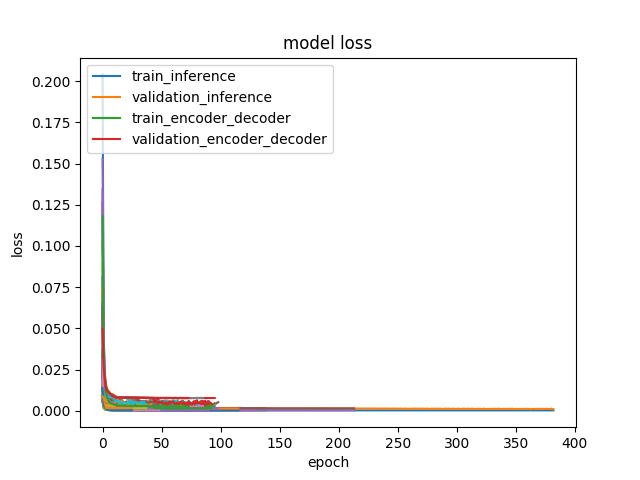 model loss
train_inference
validation_inference
train_encoder_decoder
validation_encoder_decoder
loss
0.200
0.175
0.150
0.125
0.100
0.075
0.050
0.025
0.000
0 50 100 150 200 250 300 350 400
epoch